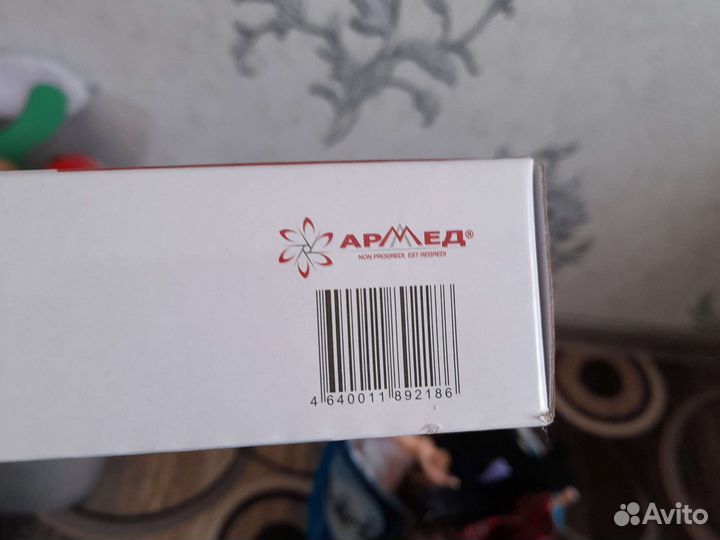 АРМЕД®
NON PROGREDI, EST REGREDI
4 640011 892186
Avito